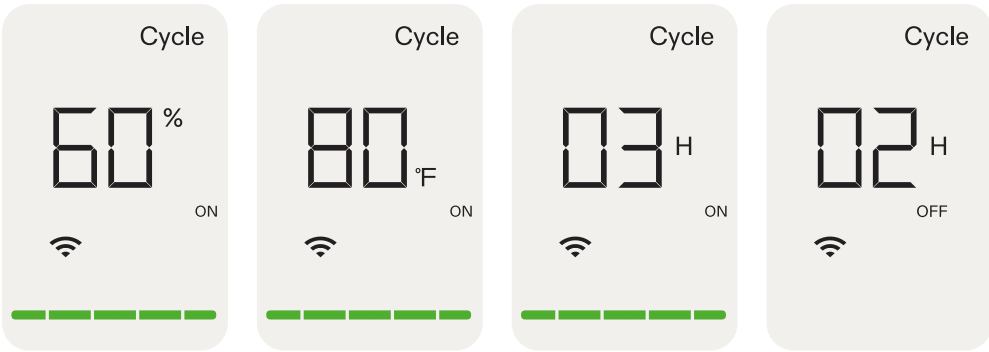 Cycle
60%
ON
Cycle
80°F
ON
Cycle
03 H
ON
Cycle
02 H
OFF